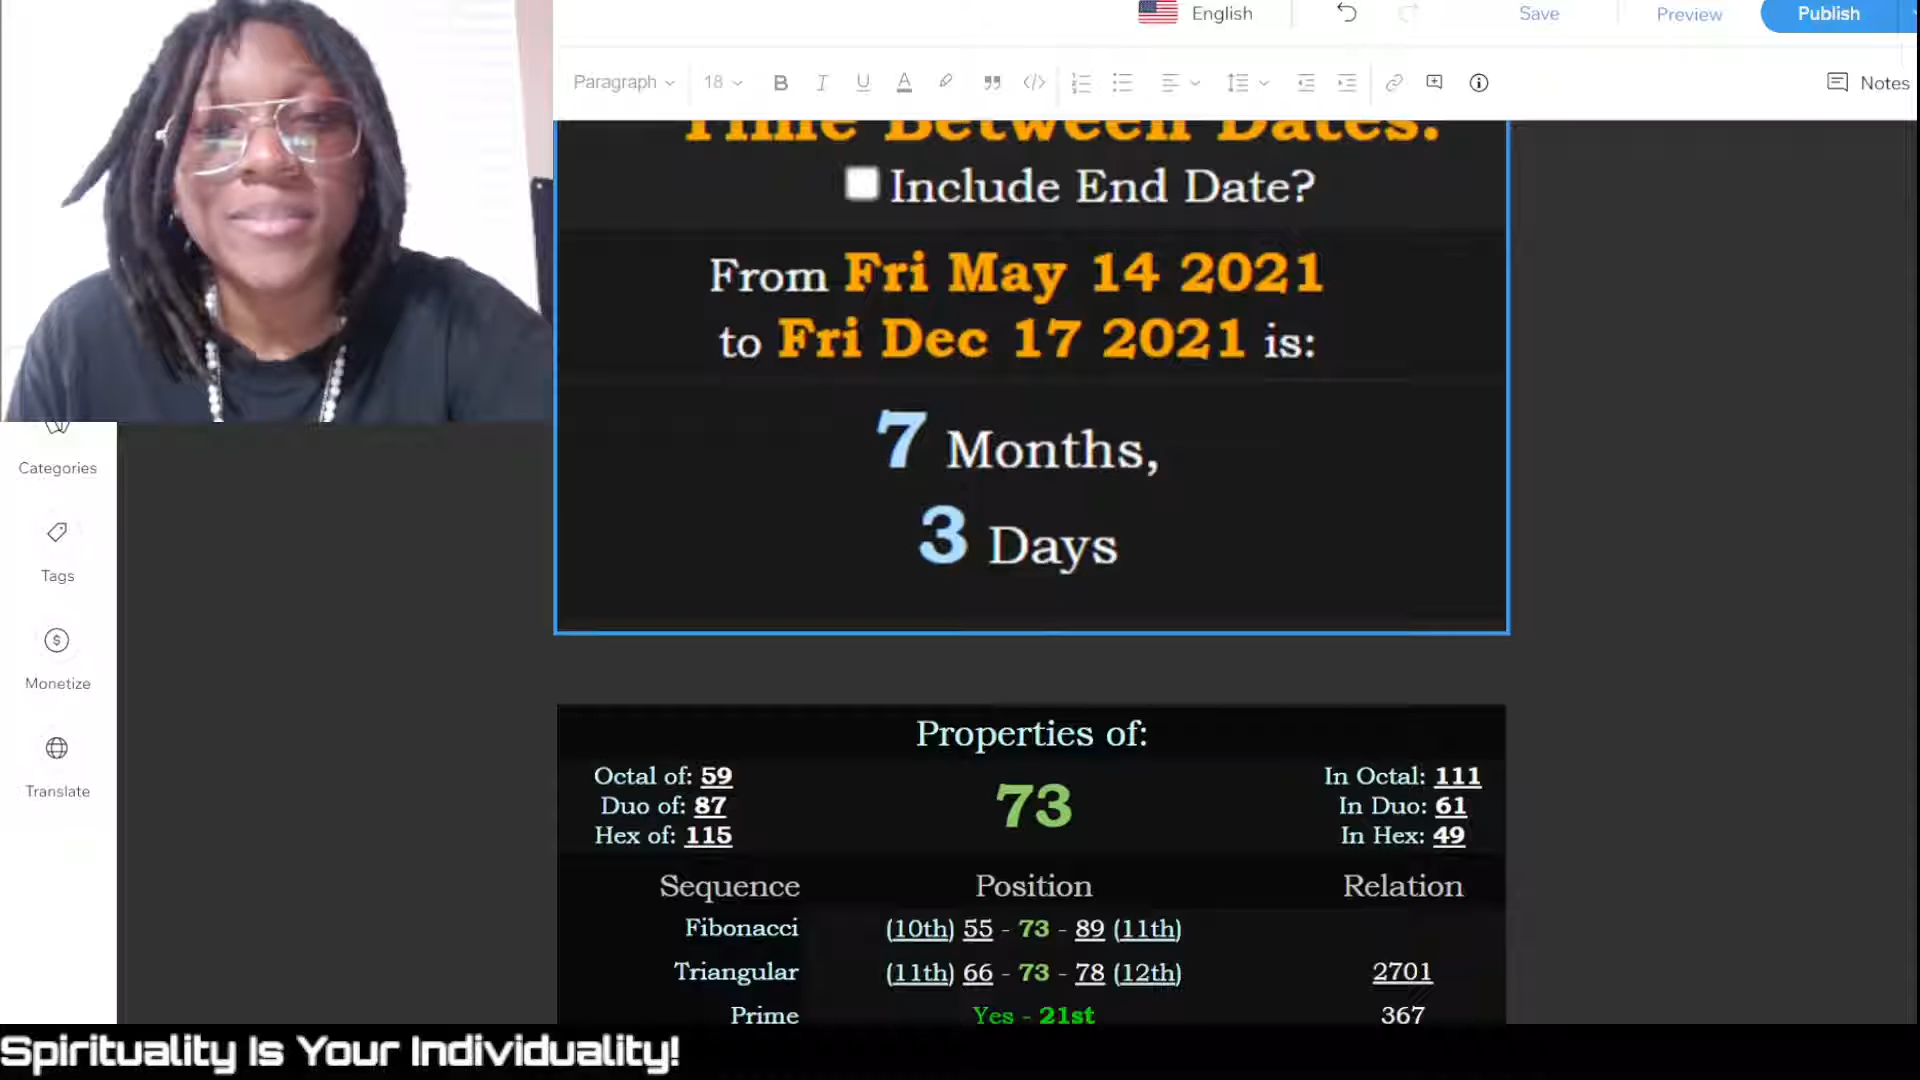 English
Save
Preview
Publish
Paragraph
18
B I U A
Notes
Time Between Dates:
Include End Date?
From Fri May 14 2021
to Fri Dec 17 2021 is:
7 Months,
3 Days
Categories
Tags
Monetize
Translate
Properties of:
73
Octal of: 59
Duo of: 87
Hex of: 115
In Octal: 111
In Duo: 61
In Hex: 49
Sequence Position Relation
Fibonacci (10th) 55 - 73 - 89 (11th)
Triangular (11th) 66 - 73 - 78 (12th) 2701
Prime Yes - 21st 367
Spirituality Is Your Individuality!